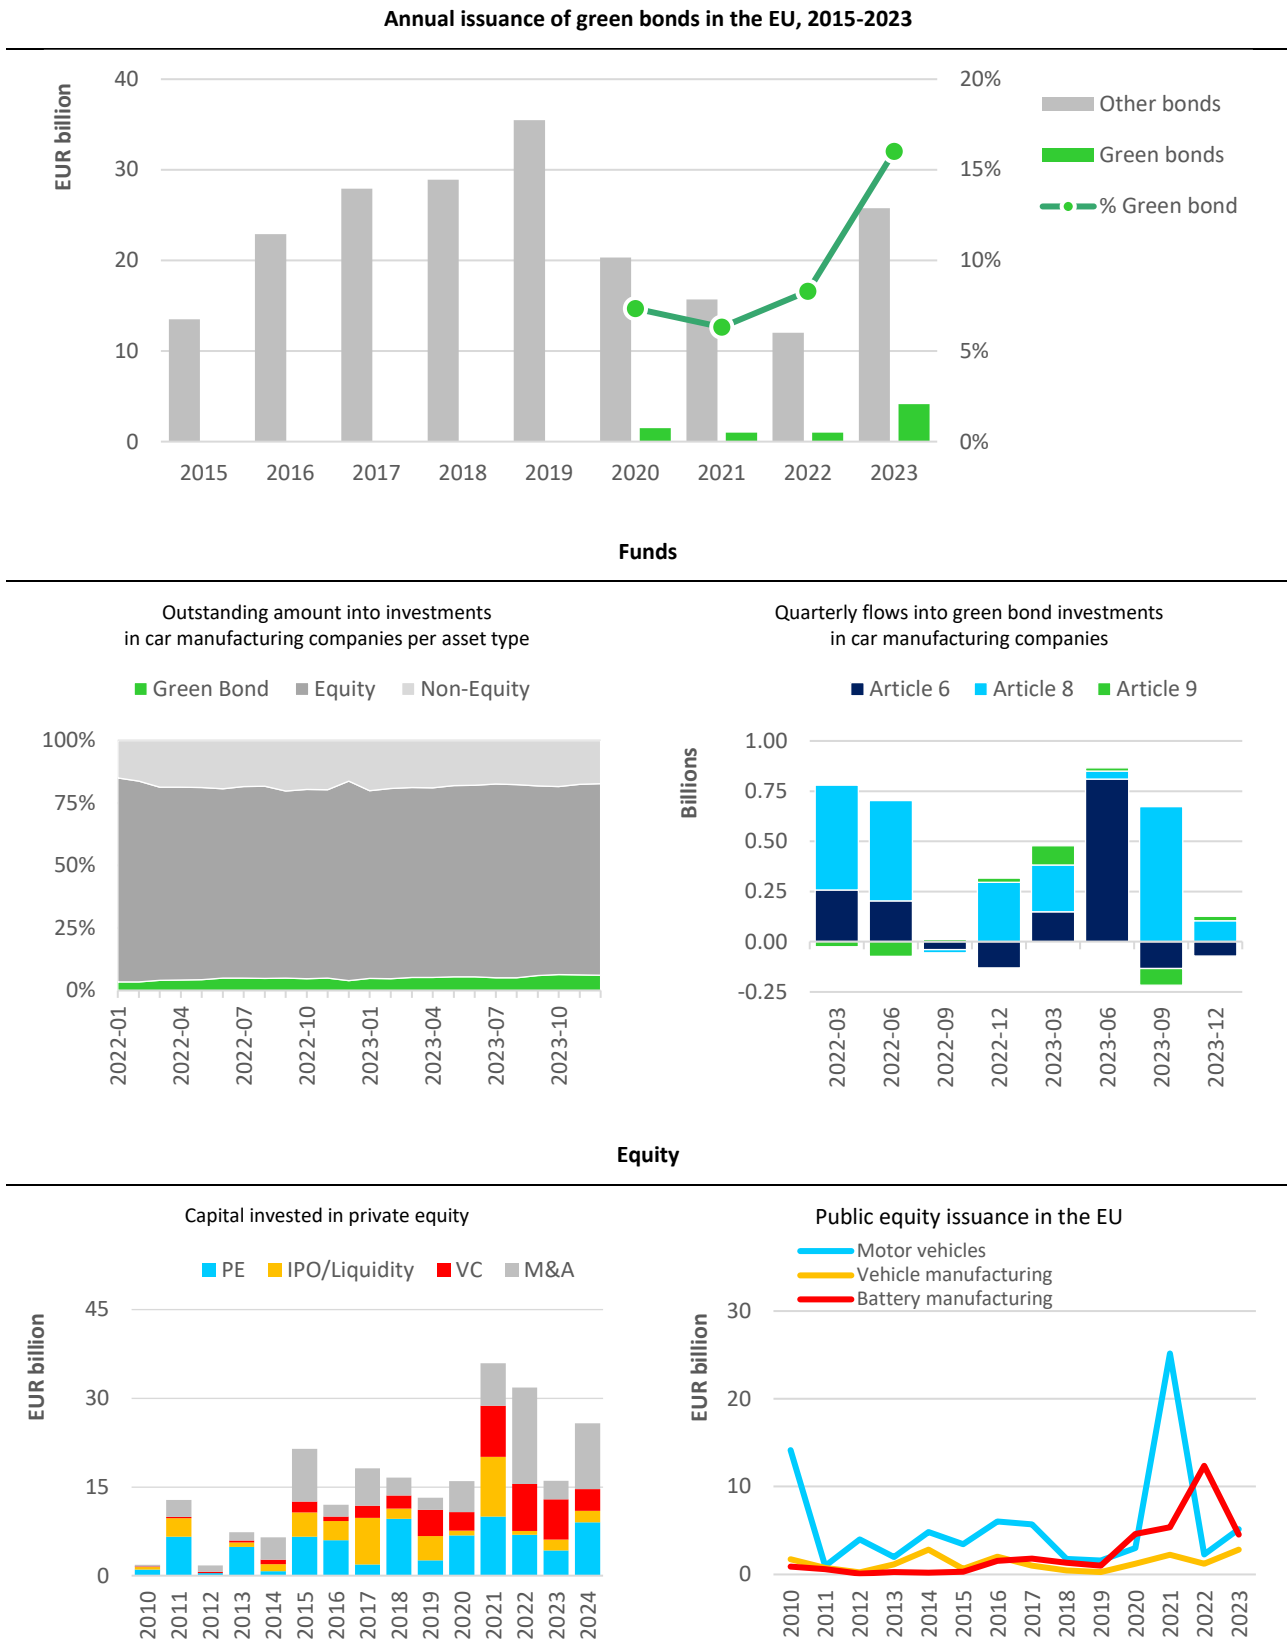 Annual issuance of green bonds in the EU, 2015-2023
EUR billion
40
30
20
10
0
20%
15%
10%
5%
0%
Other bonds
Green bonds
% Green bond
2015 2016 2017 2018 2019 2020 2021 2022 2023
Funds
Outstanding amount into investments
in car manufacturing companies per asset type
Green Bond Equity Non-Equity
100%
75%
50%
25%
0%
2022-01 2022-04 2022-07 2022-10 2023-01 2023-04 2023-07 2023-10
Quarterly flows into green bond investments
in car manufacturing companies
Article 6 Article 8 Article 9
Billions
1.00
0.75
0.50
0.25
0.00
-0.25
2022-03 2022-06 2022-09 2022-12 2023-03 2023-06 2023-09 2023-12
Equity
Capital invested in private equity
PE IPO/Liquidity VC M&A
EUR billion
45
30
15
0
2010 2011 2012 2013 2014 2015 2016 2017 2018 2019 2020 2021 2022 2023 2024
Public equity issuance in the EU
Motor vehicles
Vehicle manufacturing
Battery manufacturing
EUR billion
30
20
10
0
2010 2011 2012 2013 2014 2015 2016 2017 2018 2019 2020 2021 2022 2023